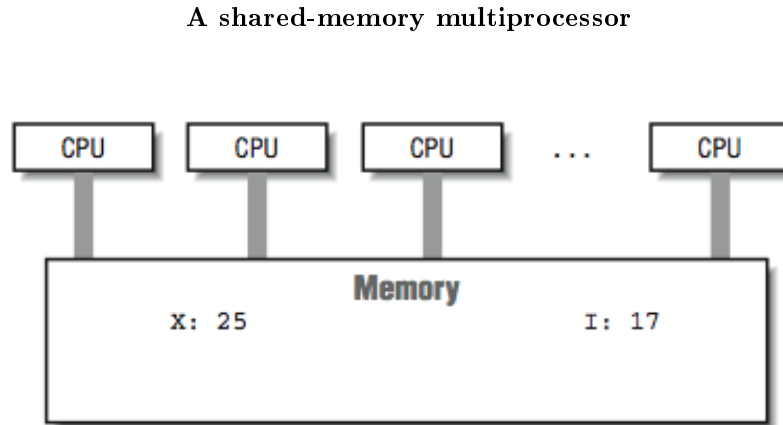 A shared-memory multiprocessor
CPU CPU CPU ... CPU
Memory
X: 25 I: 17